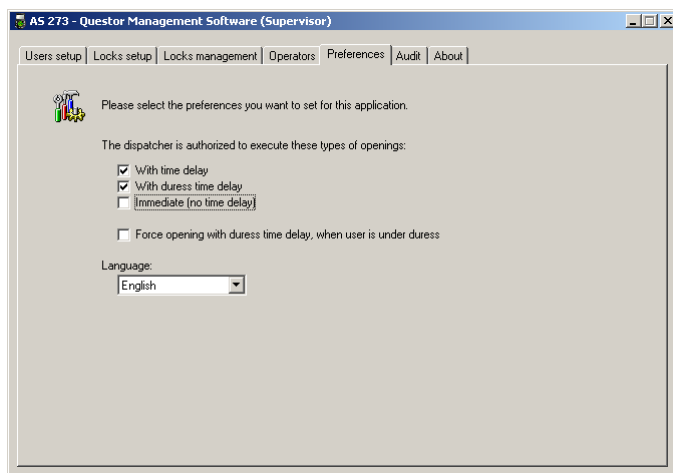 AS 273 - Questor Management Software (Supervisor)
Users setup Locks setup Locks management Operators Preferences Audit About
Please select the preferences you want to set for this application.
The dispatcher is authorized to execute these types of openings:
With time delay
With duress time delay
Immediate (no time delay)
Force opening with duress time delay, when user is under duress
Language:
English